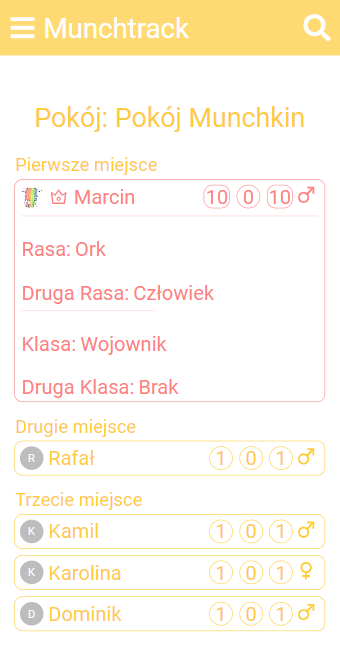 Munchtrack
Pokój: Pokój Munchkin
Pierwsze miejsce
Marcin 10 0 10
Rasa: Ork
Druga Rasa: Człowiek
Klasa: Wojownik
Druga Klasa: Brak
Drugie miejsce
R Rafał 1 0 1
Trzecie miejsce
K Kamil 1 0 1
K Karolina 1 0 1
D Dominik 1 0 1